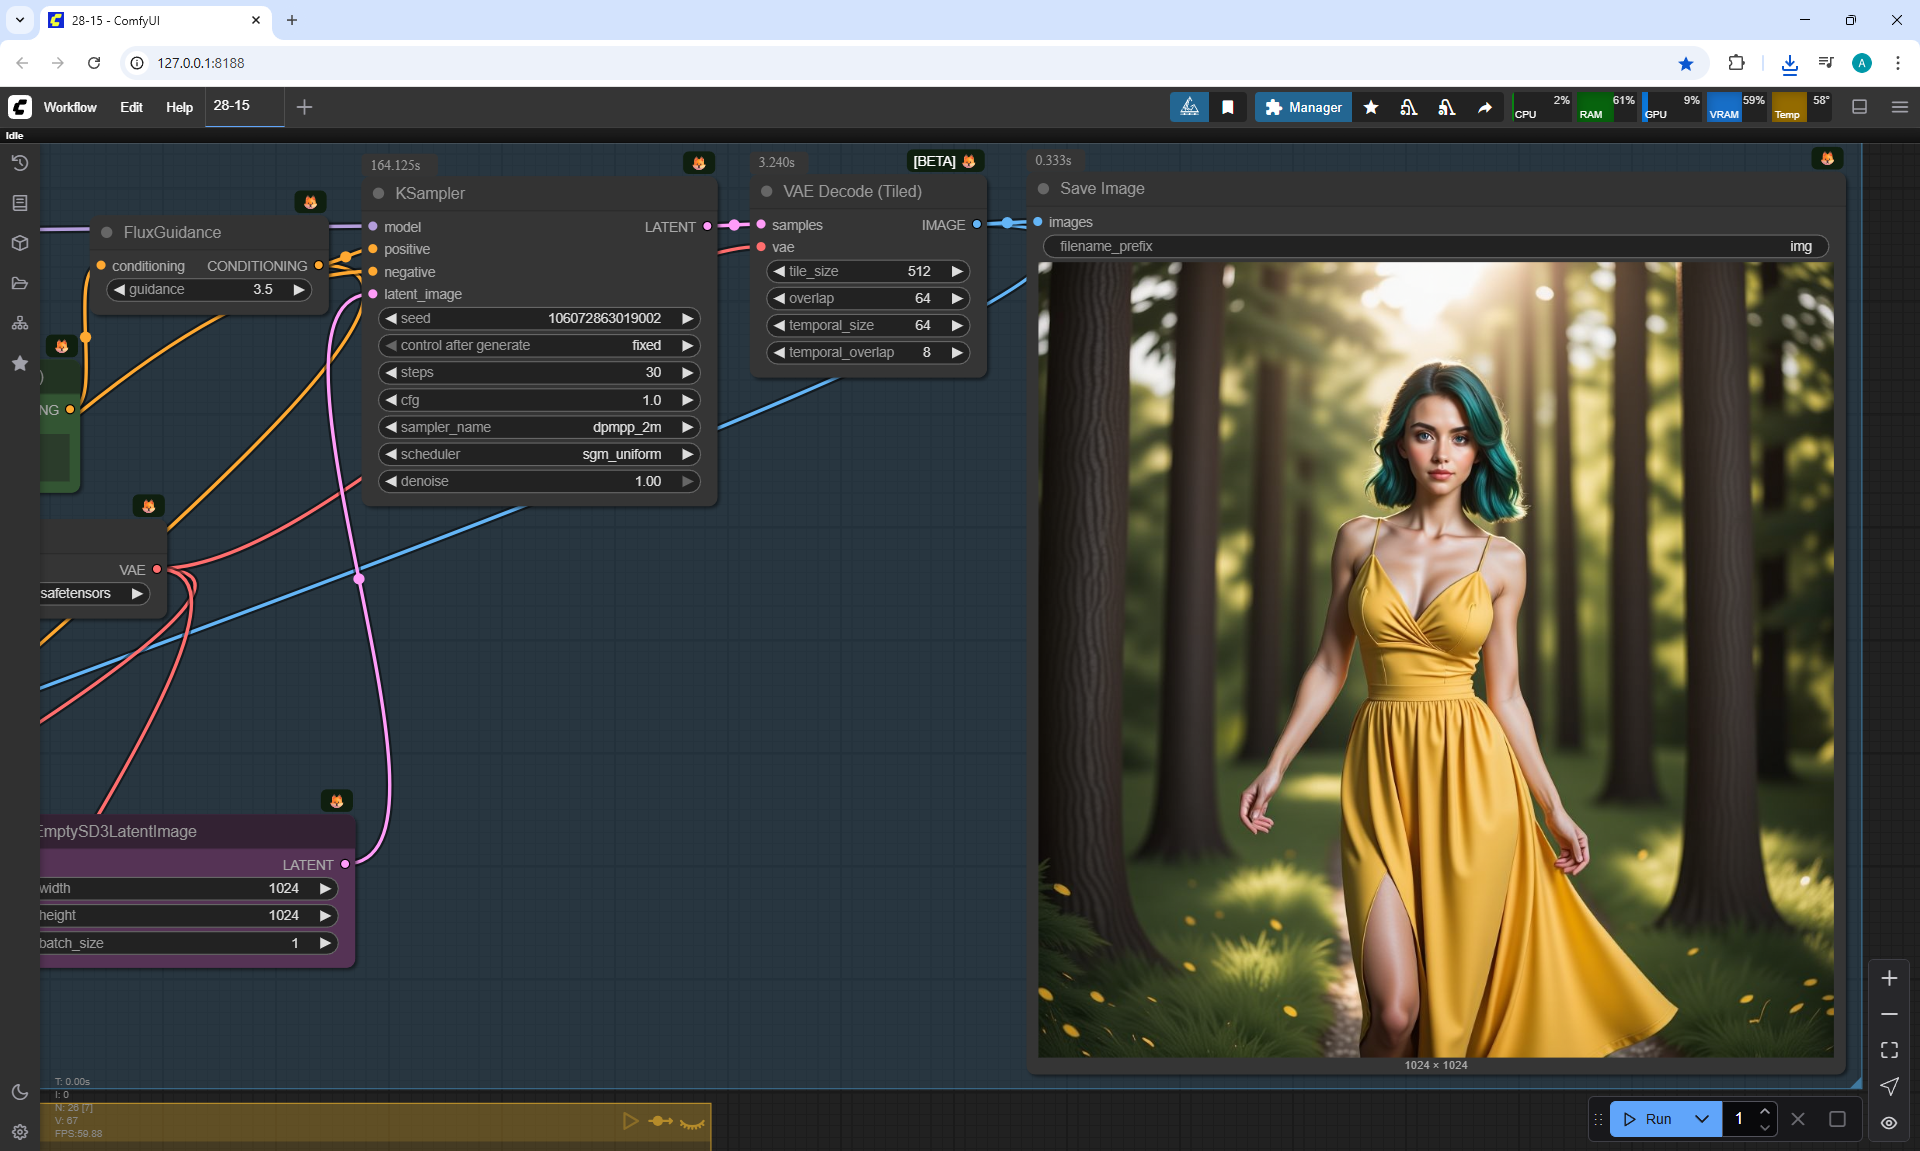 28-15 - ComfyUI
127.0.0.1:8188
A
Workflow
Edit
Help
28-15
Manager
CPU 2%
RAM 61%
GPU 9%
VRAM 59%
Temp 58°
Idle
164.125s
KSampler
model
LATENT
positive
negative
latent_image
seed 106072863019002
control after generate fixed
steps 30
cfg 1.0
sampler_name dpmpp_2m
scheduler sgm_uniform
denoise 1.00
3.240s
[BETA]
VAE Decode (Tiled)
samples
IMAGE
vae
tile_size 512
overlap 64
temporal_size 64
temporal_overlap 8
0.333s
Save Image
images
filename_prefix img
1024 × 1024
FluxGuidance
conditioning CONDITIONING
guidance 3.5
)
NG
VAE
safetensors
EmptySD3LatentImage
LATENT
width 1024
height 1024
batch_size 1
T: 0.00s
I: 0
N: 26 [7]
V: 67
FPS:59.88
Run
1